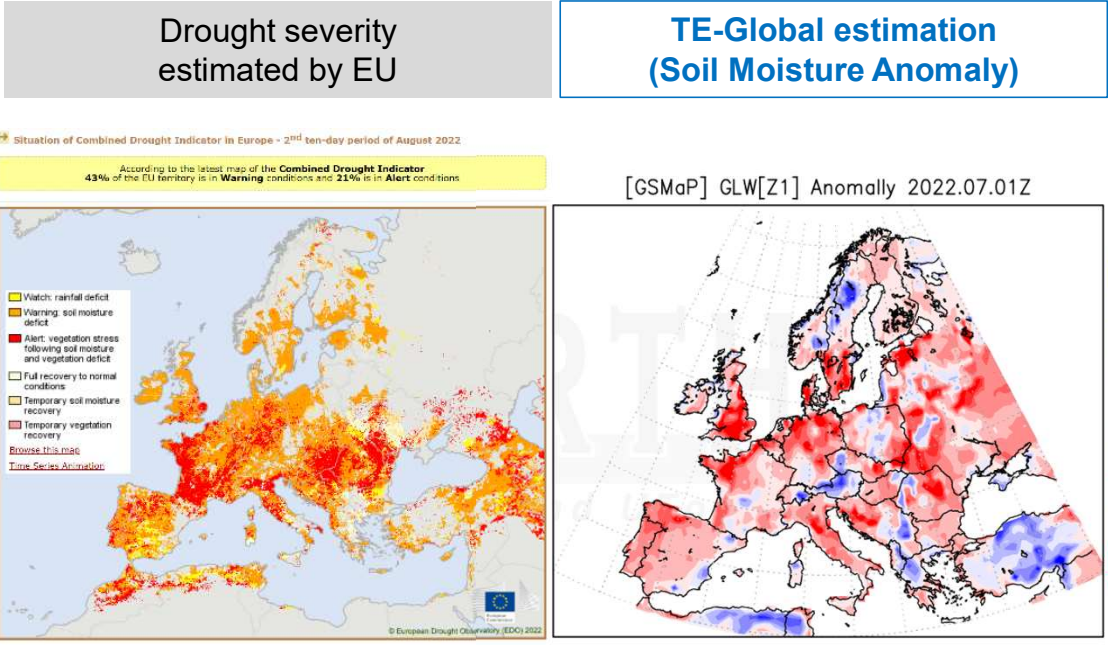 Drought severity
estimated by EU
TE-Global estimation
(Soil Moisture Anomaly)
Situation of Combined Drought Indicator in Europe - 2nd ten-day period of August 2022
According to the latest map of the Combined Drought Indicator
43% of the EU territory is in Warning conditions and 21% is in Alert conditions
Watch: rainfall deficit
Warning: soil moisture
deficit
Alert: vegetation stress
following soil moisture
and vegetation deficit
Full recovery to normal
conditions
Temporary soil moisture
recovery
Temporary vegetation
recovery
Browse this map
Time Series Animation
© European Drought Observatory (EDO) 2022
[GSMaP] GLW[Z1] Anomally 2022.07.01Z